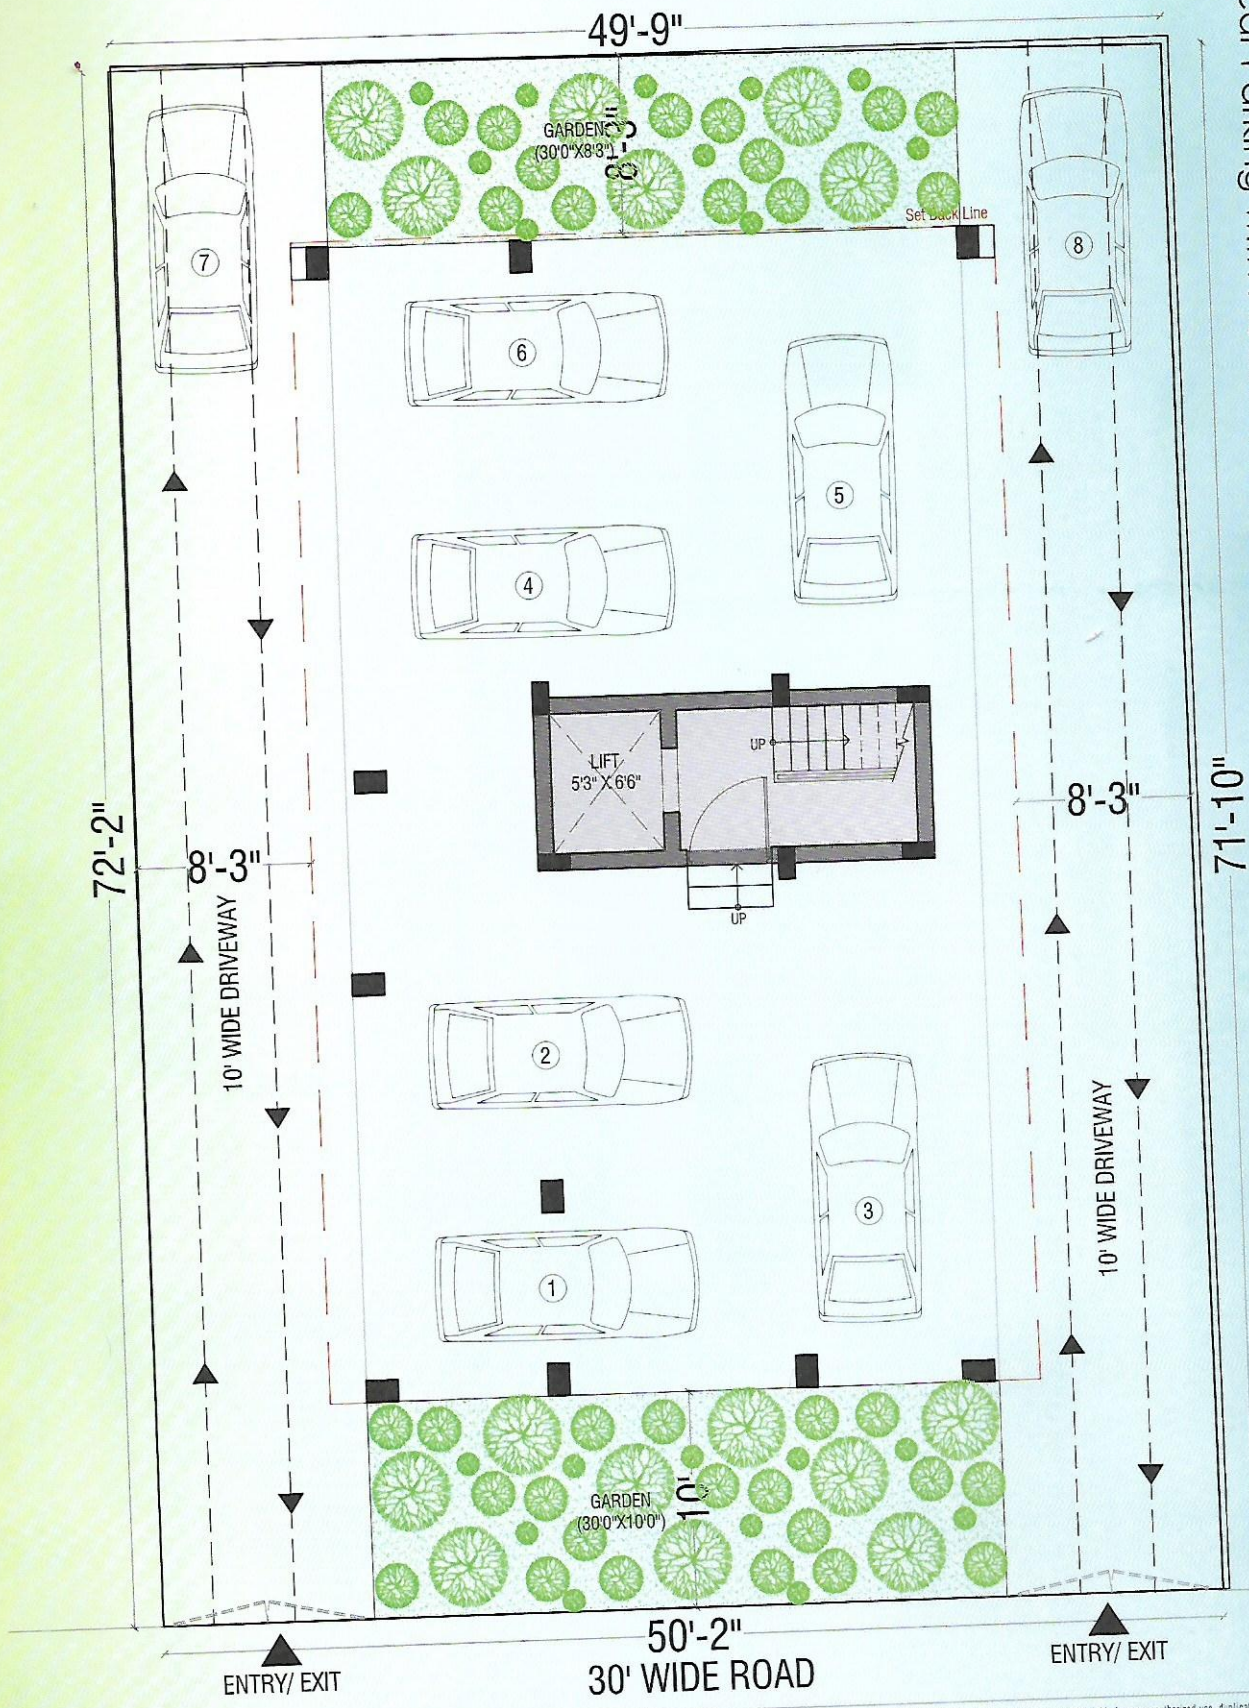 49'-9"
GARDEN
(30'0"X8'3")
8'-3"
Set Back Line
7
8
6
5
4
LIFT
5'3" X 6'6"
UP
UP
72'-2"
8'-3"
8'-3"
71'-10"
10' WIDE DRIVEWAY
2
10' WIDE DRIVEWAY
3
1
GARDEN
(30'0"X10'0")
10'
50'-2"
30' WIDE ROAD
ENTRY/ EXIT
ENTRY/ EXIT